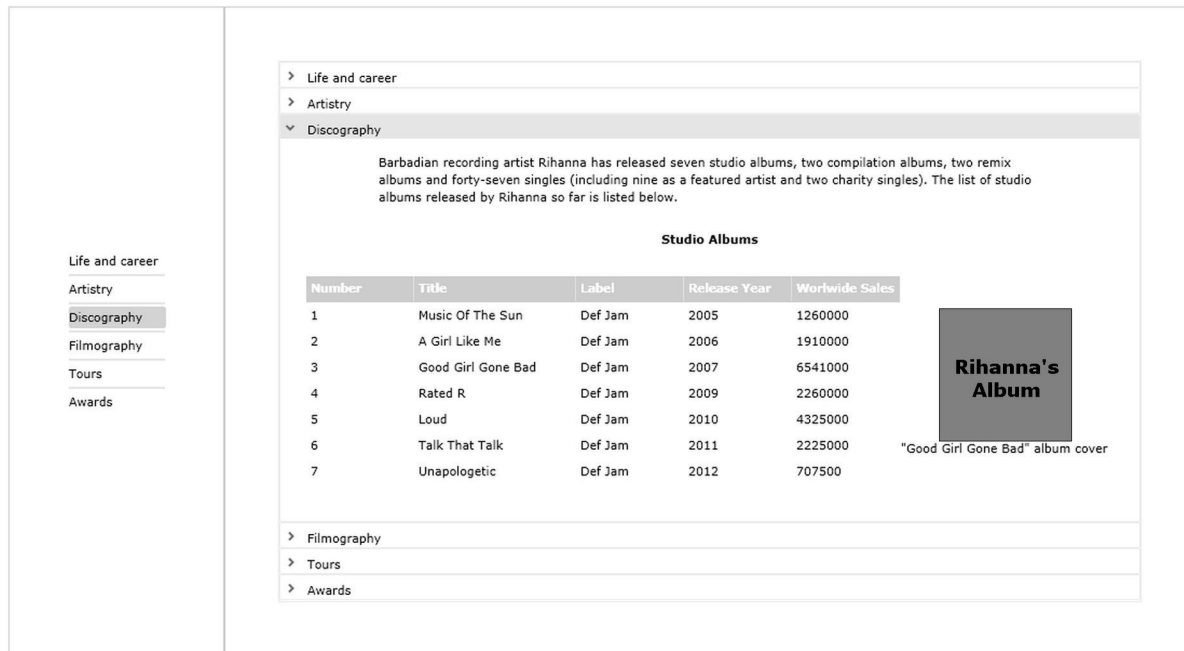 Life and career
Artistry
Discography
Filmography
Tours
Awards
Life and career
Artistry
Discography
Barbadian recording artist Rihanna has released seven studio albums, two compilation albums, two remix
albums and forty-seven singles (including nine as a featured artist and two charity singles). The list of studio
albums released by Rihanna so far is listed below.
Studio Albums
Number Title Label Release Year Worlwide Sales
1 Music Of The Sun Def Jam 2005 1260000
2 A Girl Like Me Def Jam 2006 1910000
3 Good Girl Gone Bad Def Jam 2007 6541000
4 Rated R Def Jam 2009 2260000
5 Loud Def Jam 2010 4325000
6 Talk That Talk Def Jam 2011 2225000
7 Unapologetic Def Jam 2012 707500
Rihanna's
Album
"Good Girl Gone Bad" album cover
Filmography
Tours
Awards